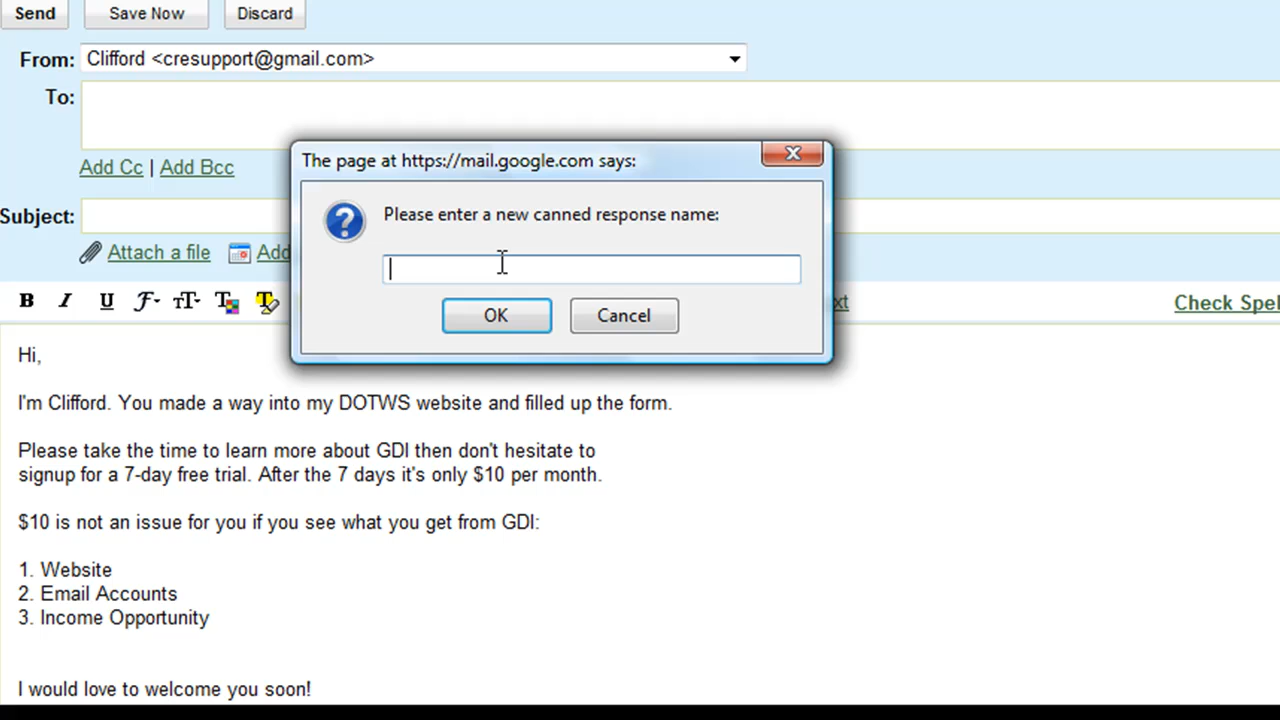 Send Save Now Discard
From: Clifford <cresupport@gmail.com>
To:
Add Cc | Add Bcc
The page at https://mail.google.com says:
Please enter a new canned response name:
OK Cancel
Subject:
Attach a file Add
B I U Check Spel
Hi,
I'm Clifford. You made a way into my DOTWS website and filled up the form.
Please take the time to learn more about GDI then don't hesitate to
signup for a 7-day free trial. After the 7 days it's only $10 per month.
$10 is not an issue for you if you see what you get from GDI:
1. Website
2. Email Accounts
3. Income Opportunity
I would love to welcome you soon!